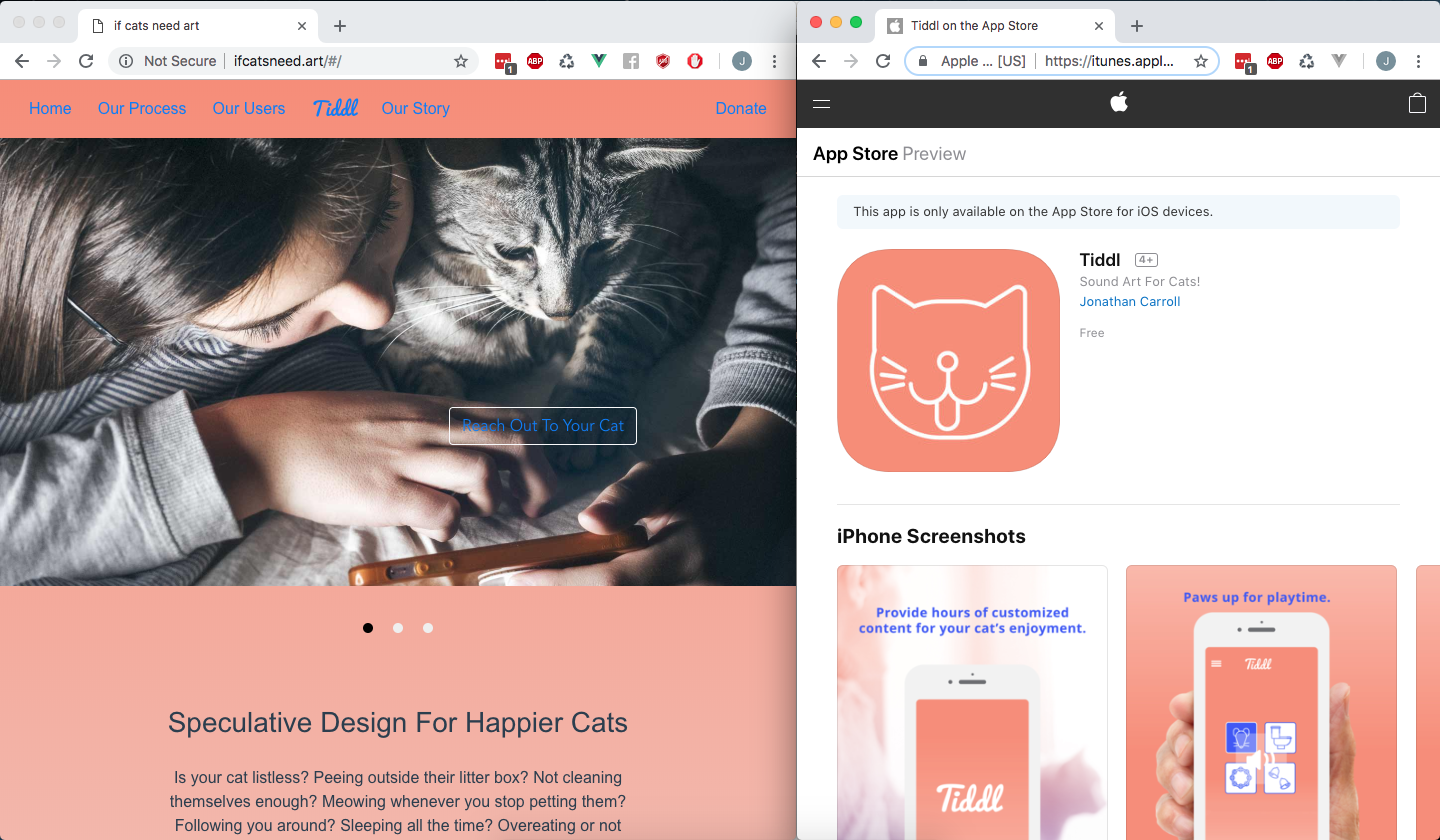 if cats need art
Not Secure
ifcatsneed.art/#/
1
ABP
J
Home
Our Process
Our Users
Tiddl
Our Story
Donate
Reach Out To Your Cat
Speculative Design For Happier Cats
Is your cat listless? Peeing outside their litter box? Not cleaning
themselves enough? Meowing whenever you stop petting them?
Following you around? Sleeping all the time? Overeating or not
Tiddl on the App Store
Apple ... [US]
https://itunes.appl...
1
ABP
J
App Store Preview
This app is only available on the App Store for iOS devices.
Tiddl 4+
Sound Art For Cats!
Jonathan Carroll
Free
iPhone Screenshots
Provide hours of customized
content for your cat's enjoyment.
Tiddl
Paws up for playtime.
Tiddl